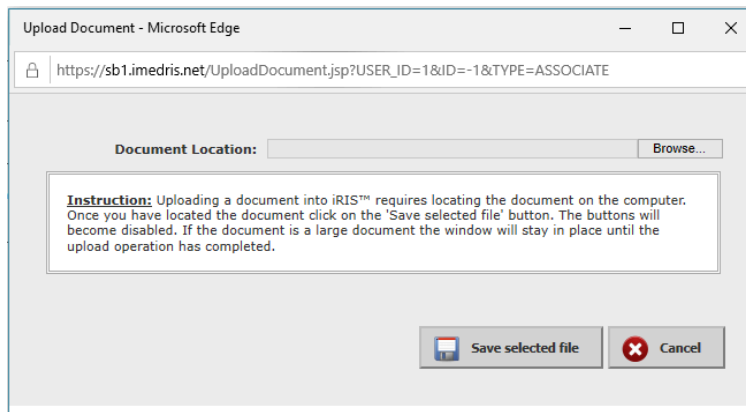 Upload Document - Microsoft Edge
https://sb1.imedris.net/UploadDocument.jsp?USER_ID=1&ID=-1&TYPE=ASSOCIATE
Document Location: Browse...
Instruction: Uploading a document into iRIS™ requires locating the document on the computer.
Once you have located the document click on the 'Save selected file' button. The buttons will
become disabled. If the document is a large document the window will stay in place until the
upload operation has completed.
Save selected file Cancel